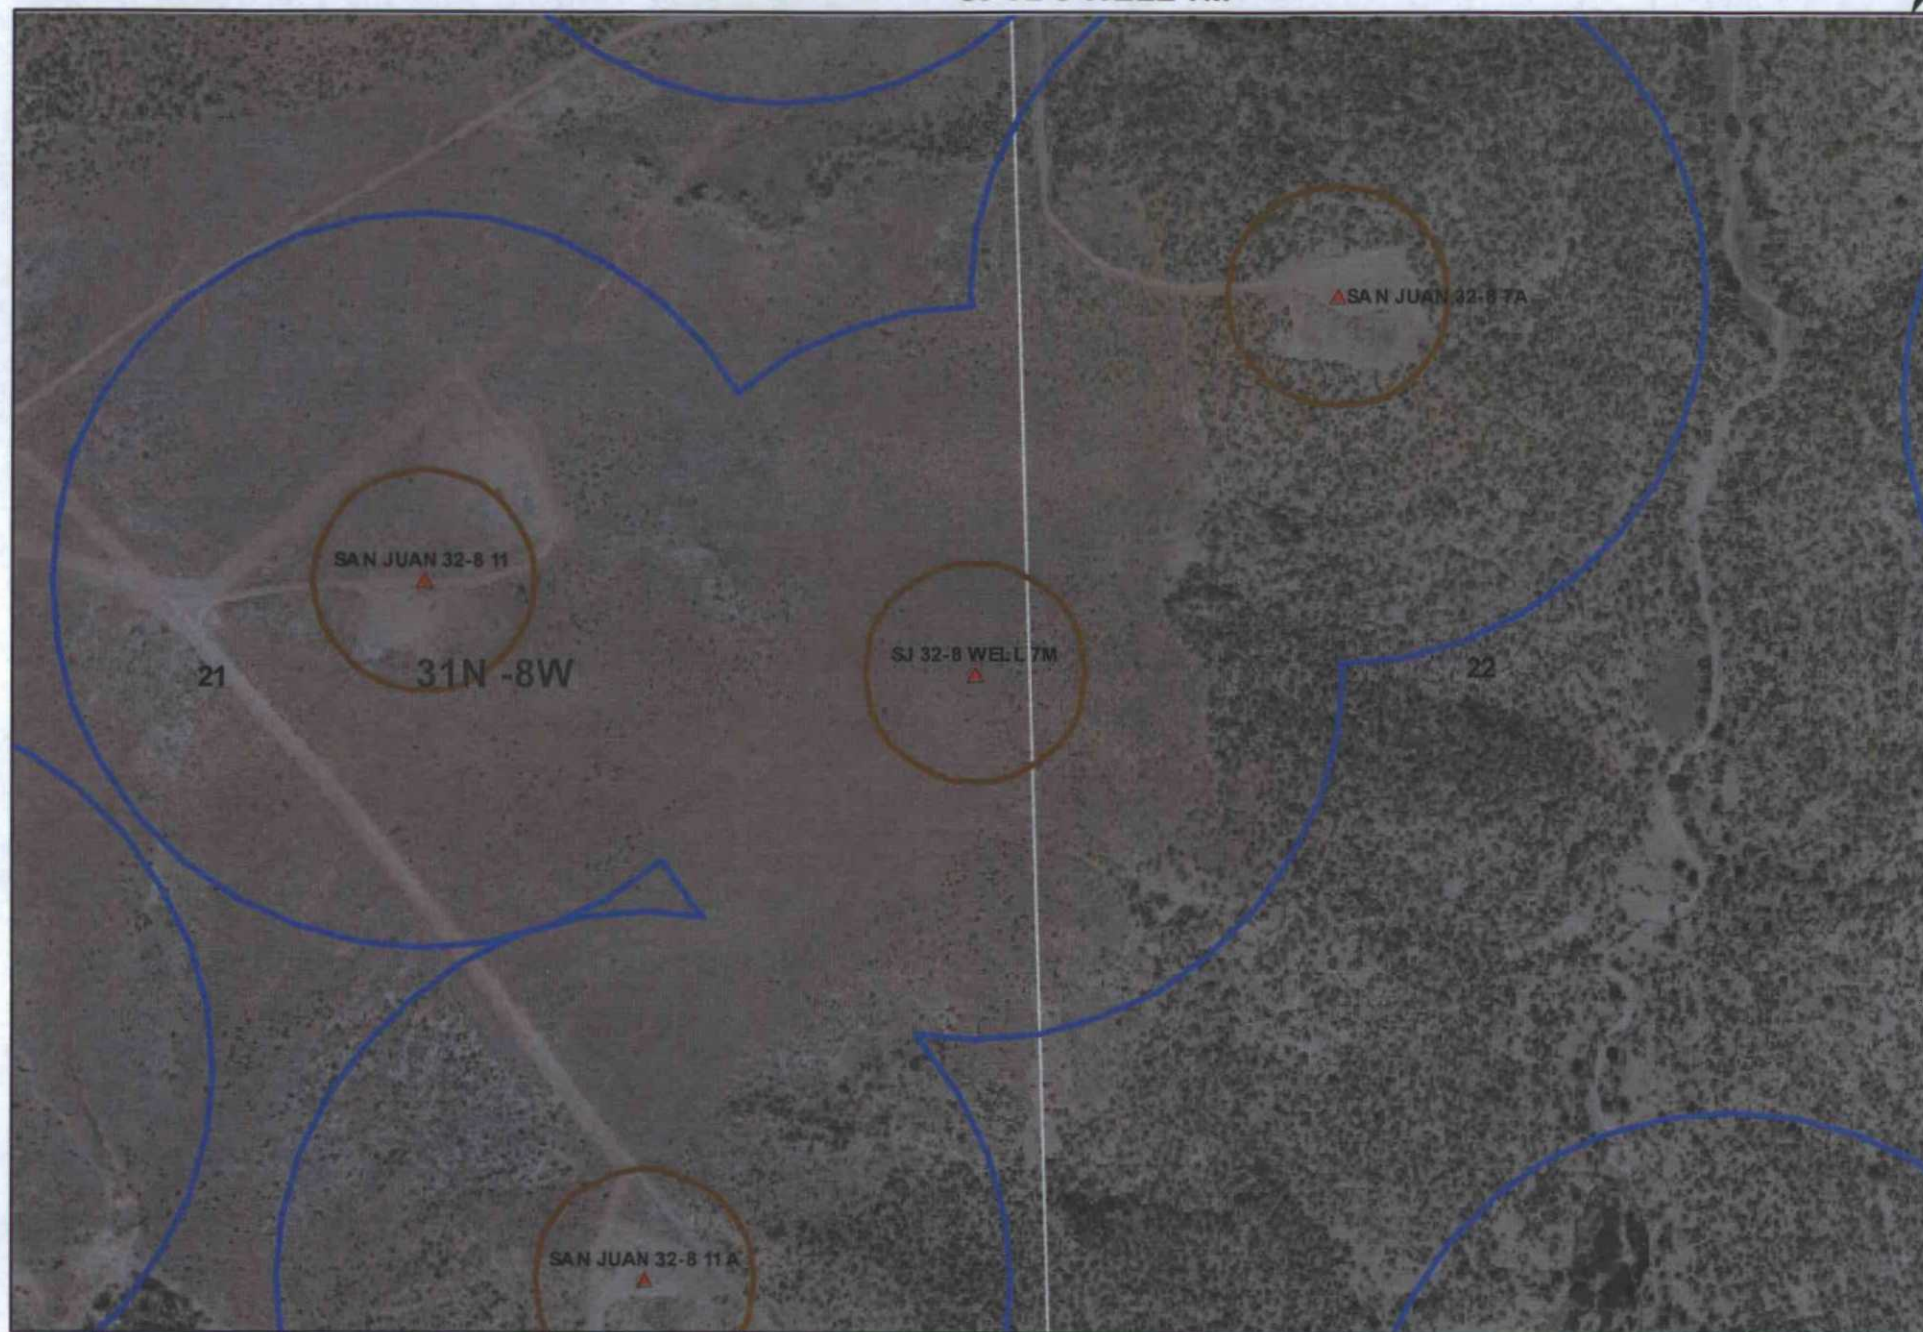 SAN JUAN 32-8 7A
SAN JUAN 32-8 11
SJ 32-8 WELL 7M
21
31N -8W
22
SAN JUAN 32-8 11A